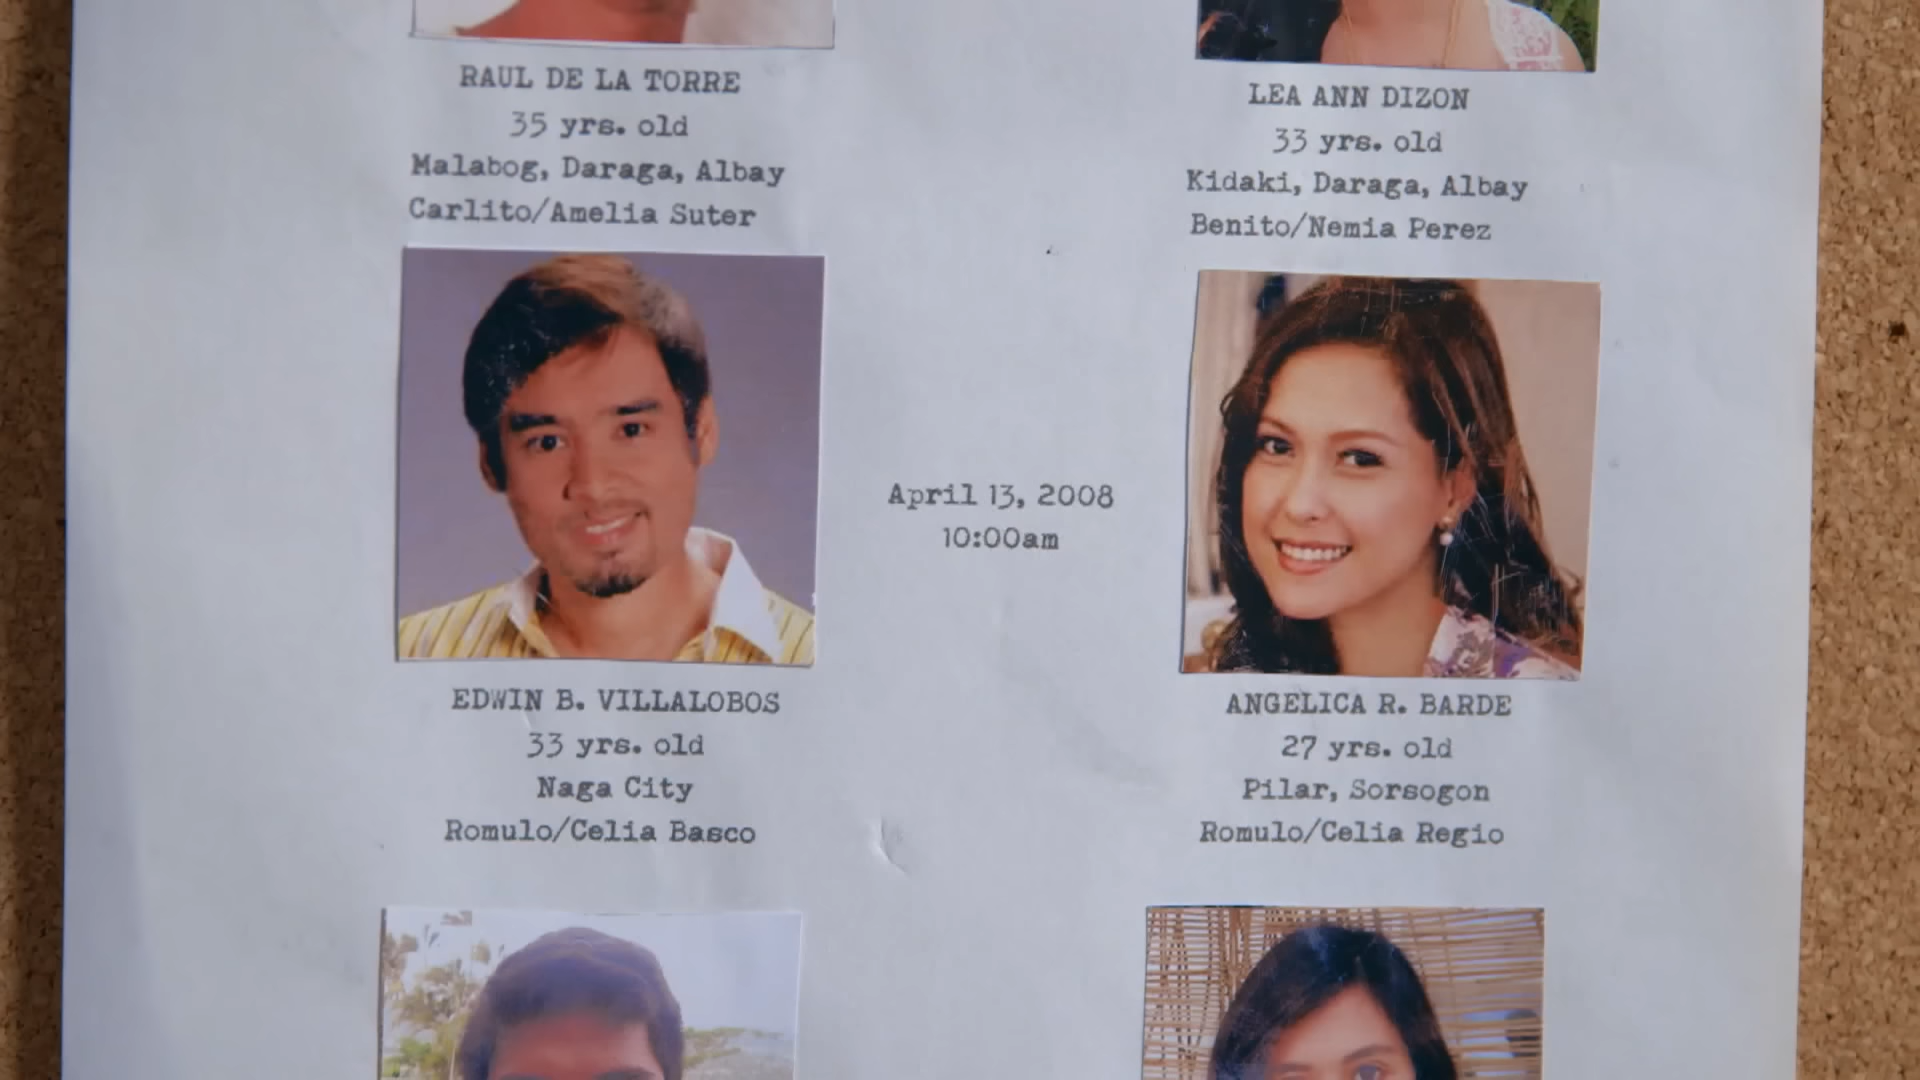 RAUL DE LA TORRE
35 yrs. old
Malabog, Daraga, Albay
Carlito/Amelia Suter
LEA ANN DIZON
33 yrs. old
Kidaki, Daraga, Albay
Benito/Nemia Perez
April 13, 2008
10:00am
EDWIN B. VILLALOBOS
33 yrs. old
Naga City
Romulo/Celia Basco
ANGELICA R. BARDE
27 yrs. old
Pilar, Sorsogon
Romulo/Celia Regio